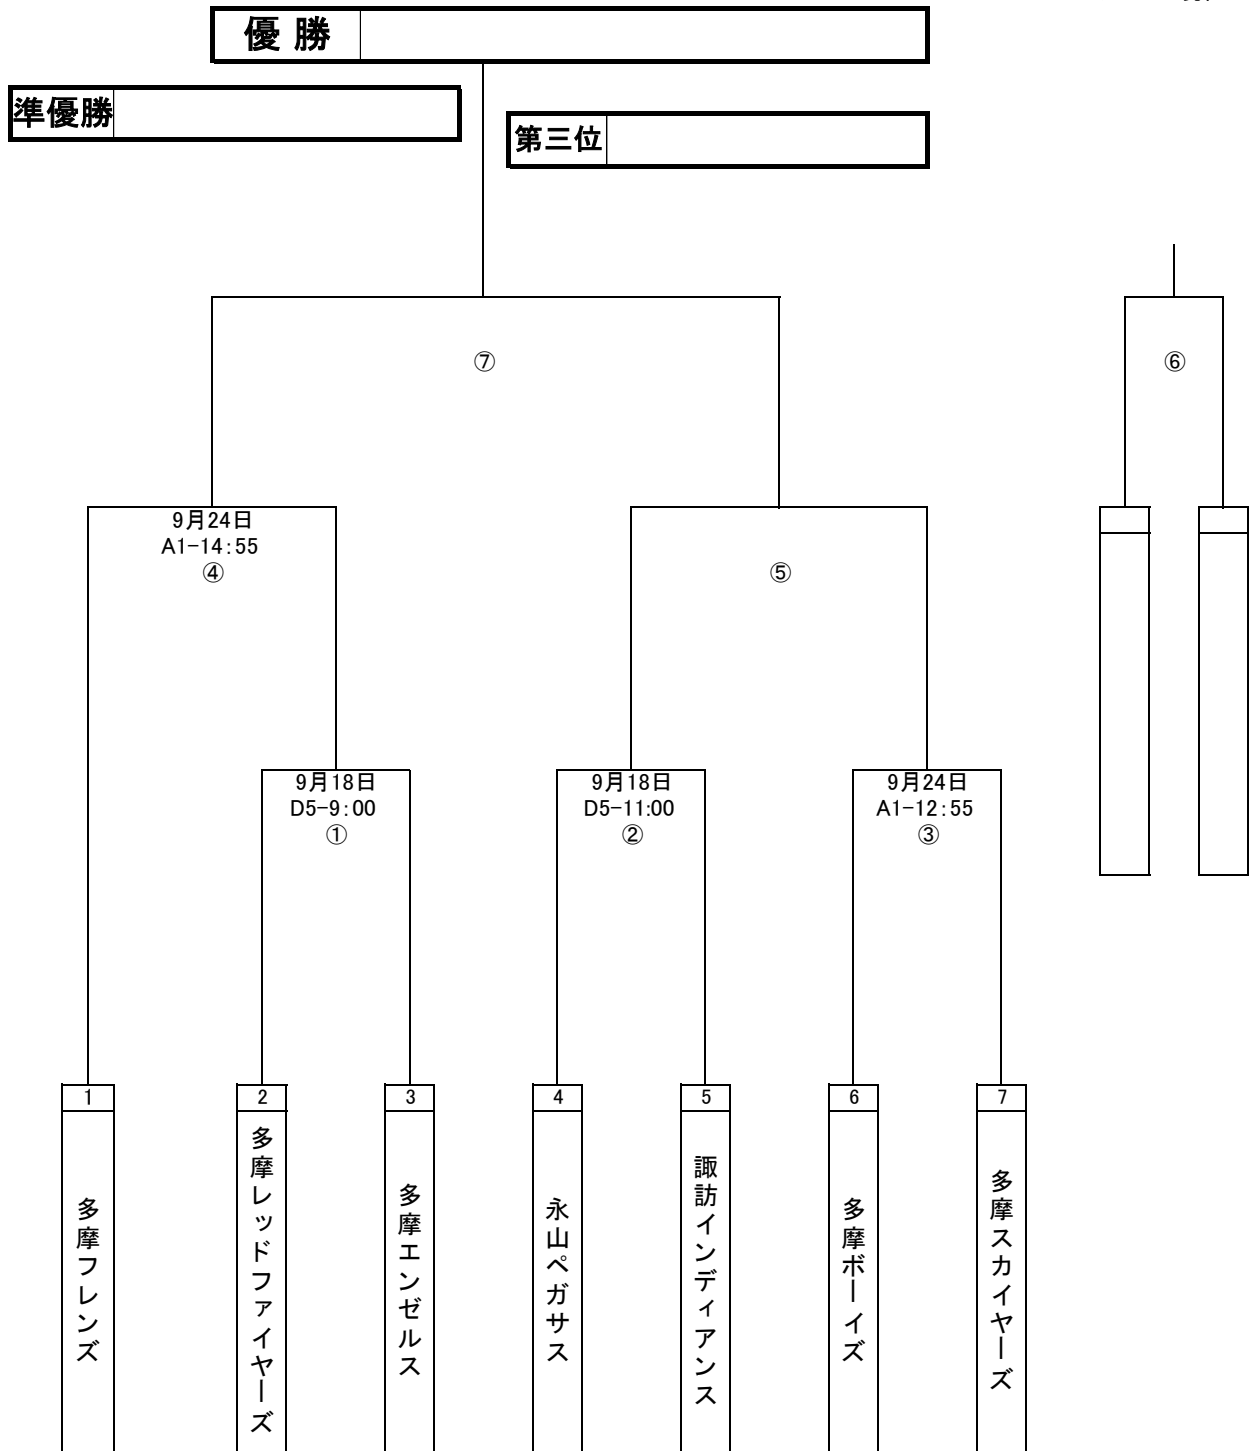 優 勝
準優勝
第三位
⑦
⑥
9月24日
A1-14:55
④
⑤
9月18日
D5-9:00
①
9月18日
D5-11:00
②
9月24日
A1-12:55
③
1
2
3
4
5
6
7
多摩フレンズ
多摩レッドファイヤーズ
多摩エンゼルス
永山ペガサス
諏訪インディアンス
多摩ボーイズ
多摩スカイヤーズ